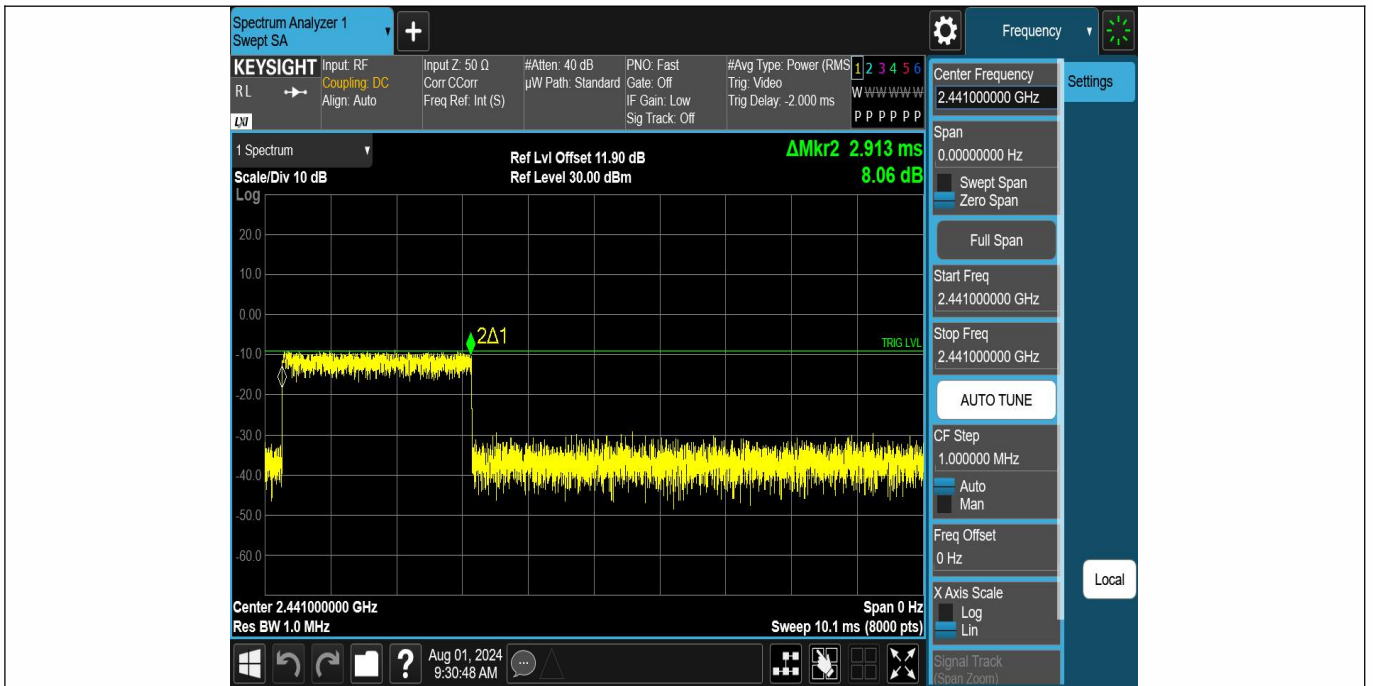 Spectrum Analyzer 1
Swept SA
Frequency
KEYSIGHT
RL
LXI
Input: RF
Coupling: DC
Align: Auto
Input Z: 50 Ω
Corr CCorr
Freq Ref: Int (S)
#Atten: 40 dB
µW Path: Standard
PNO: Fast
Gate: Off
IF Gain: Low
Sig Track: Off
#Avg Type: Power (RMS
Trig: Video
Trig Delay: -2.000 ms
1 2 3 4 5 6
W W W W W W
P P P P P P
1 Spectrum
Scale/Div 10 dB
Log
Ref Lvl Offset 11.90 dB
Ref Level 30.00 dBm
ΔMkr2 2.913 ms
8.06 dB
20.0
10.0
0.00
-10.0
-20.0
-30.0
-40.0
-50.0
-60.0
2Δ1
TRIG LVL
Center 2.441000000 GHz
Res BW 1.0 MHz
Span 0 Hz
Sweep 10.1 ms (8000 pts)
?
Aug 01, 2024
9:30:48 AM
Center Frequency
2.441000000 GHz
Settings
Span
0.00000000 Hz
Swept Span
Zero Span
Full Span
Start Freq
2.441000000 GHz
Stop Freq
2.441000000 GHz
AUTO TUNE
CF Step
1.000000 MHz
Auto
Man
Freq Offset
0 Hz
X Axis Scale
Log
Lin
Local
Signal Track
(Span Zoom)